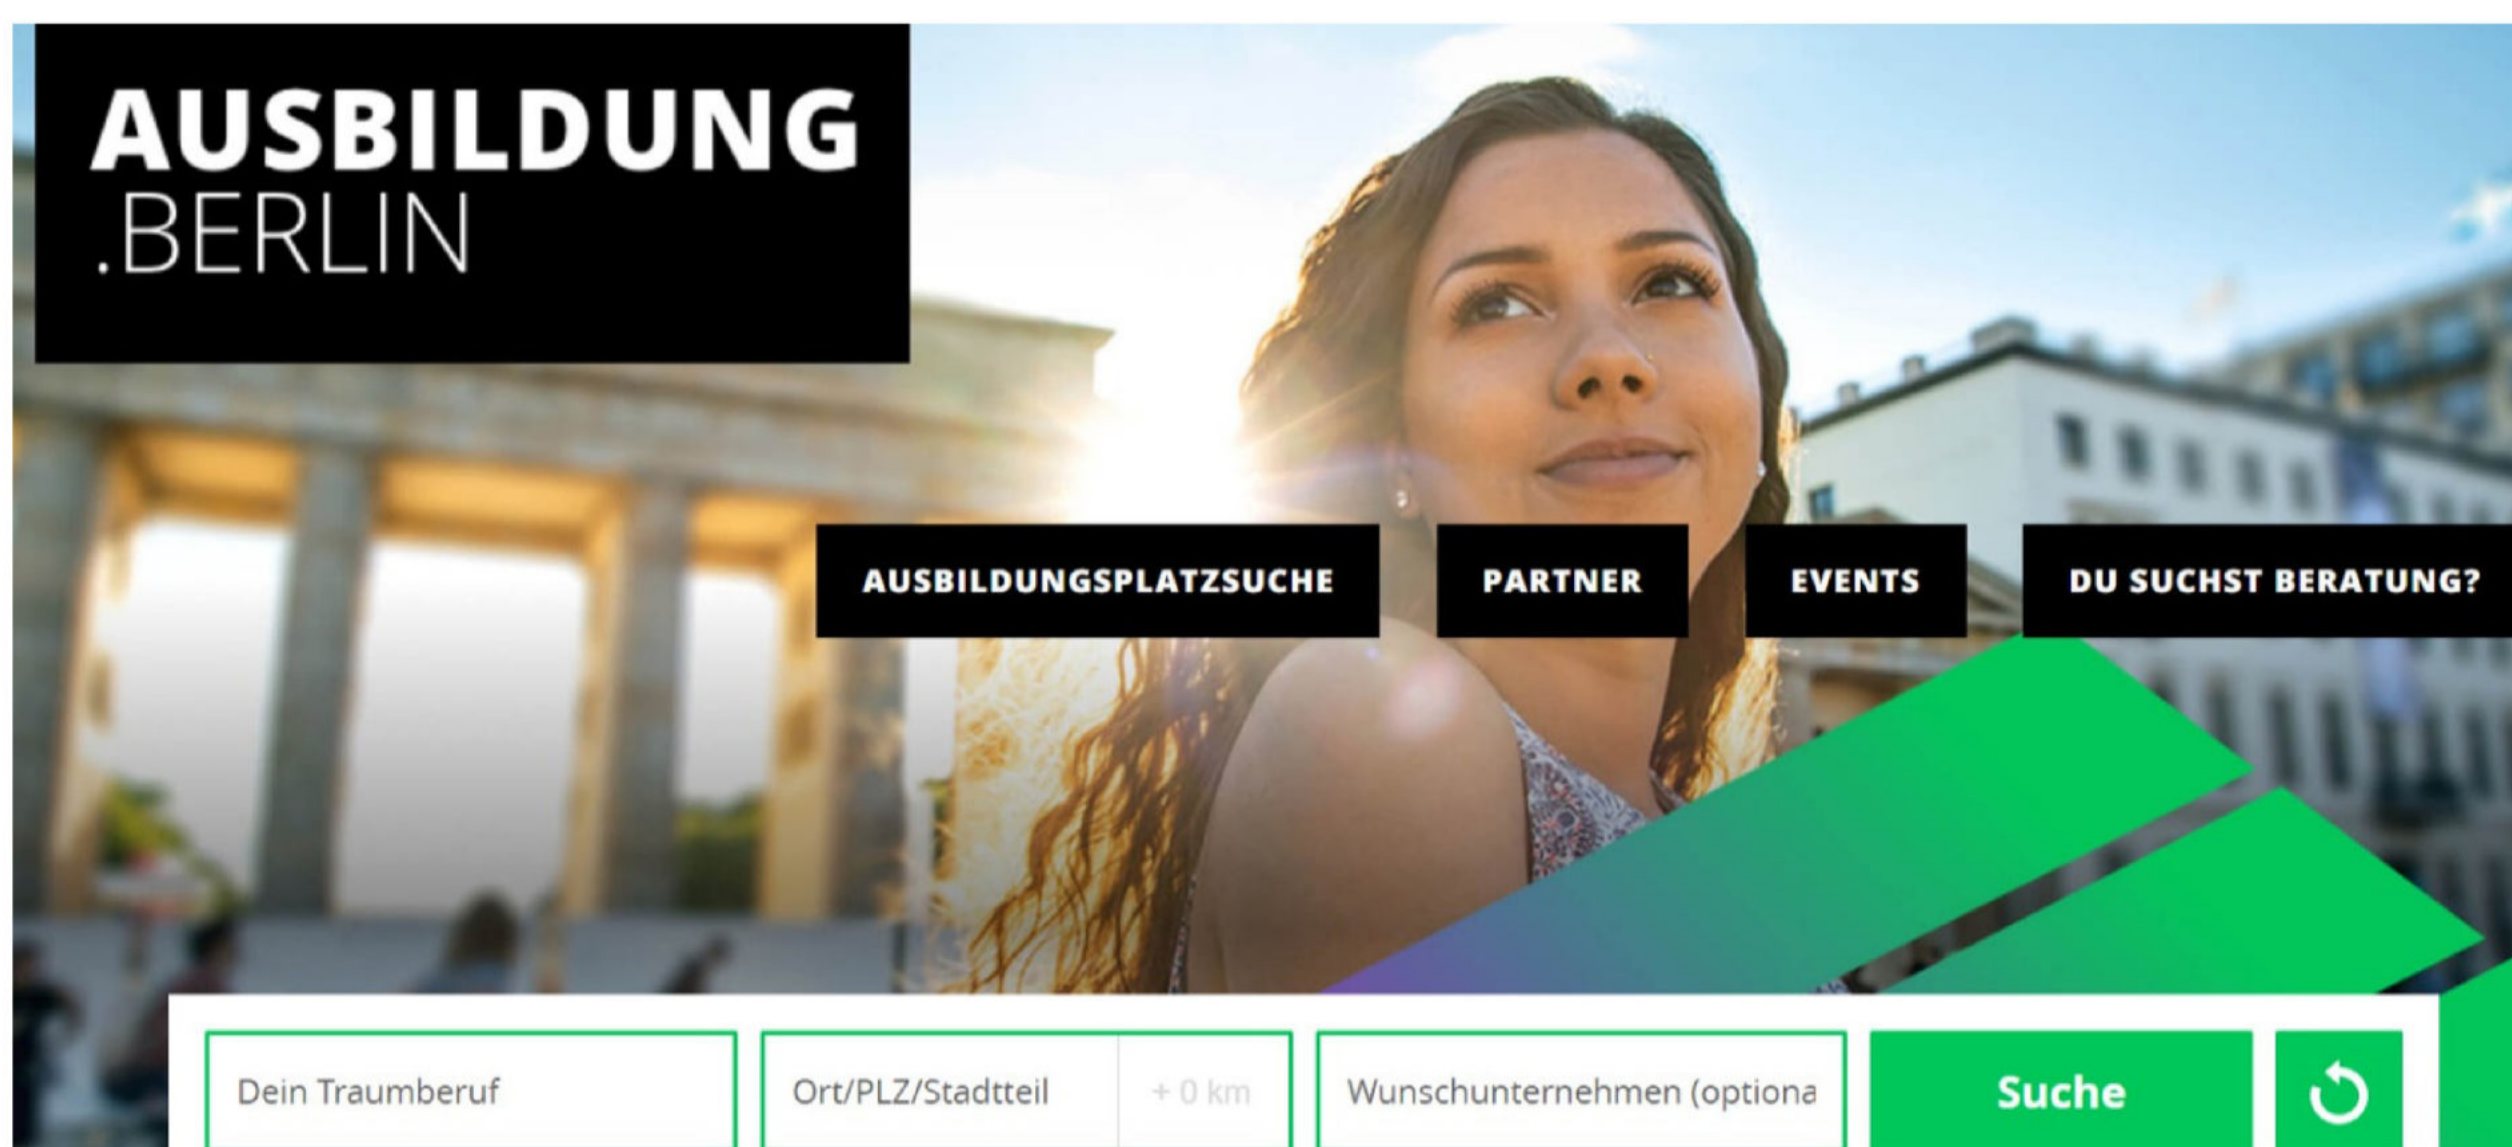 AUSBILDUNG
.BERLIN
AUSBILDUNGSPLATZSUCHE PARTNER EVENTS DU SUCHST BERATUNG?
Dein Traumberuf Ort/PLZ/Stadtteil + 0 km Wunschunternehmen (optiona Suche